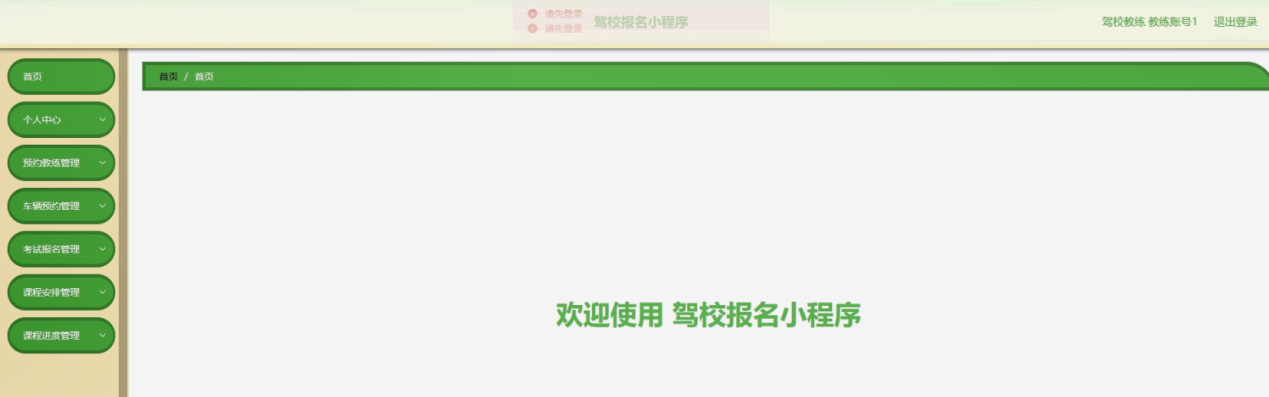 请先登录
请先登录
驾校报名小程序
驾校教练 教练账号1 退出登录
首页
首页 / 首页
个人中心
预约教练管理
车辆预约管理
考试报名管理
课程安排管理
课程进度管理
欢迎使用 驾校报名小程序